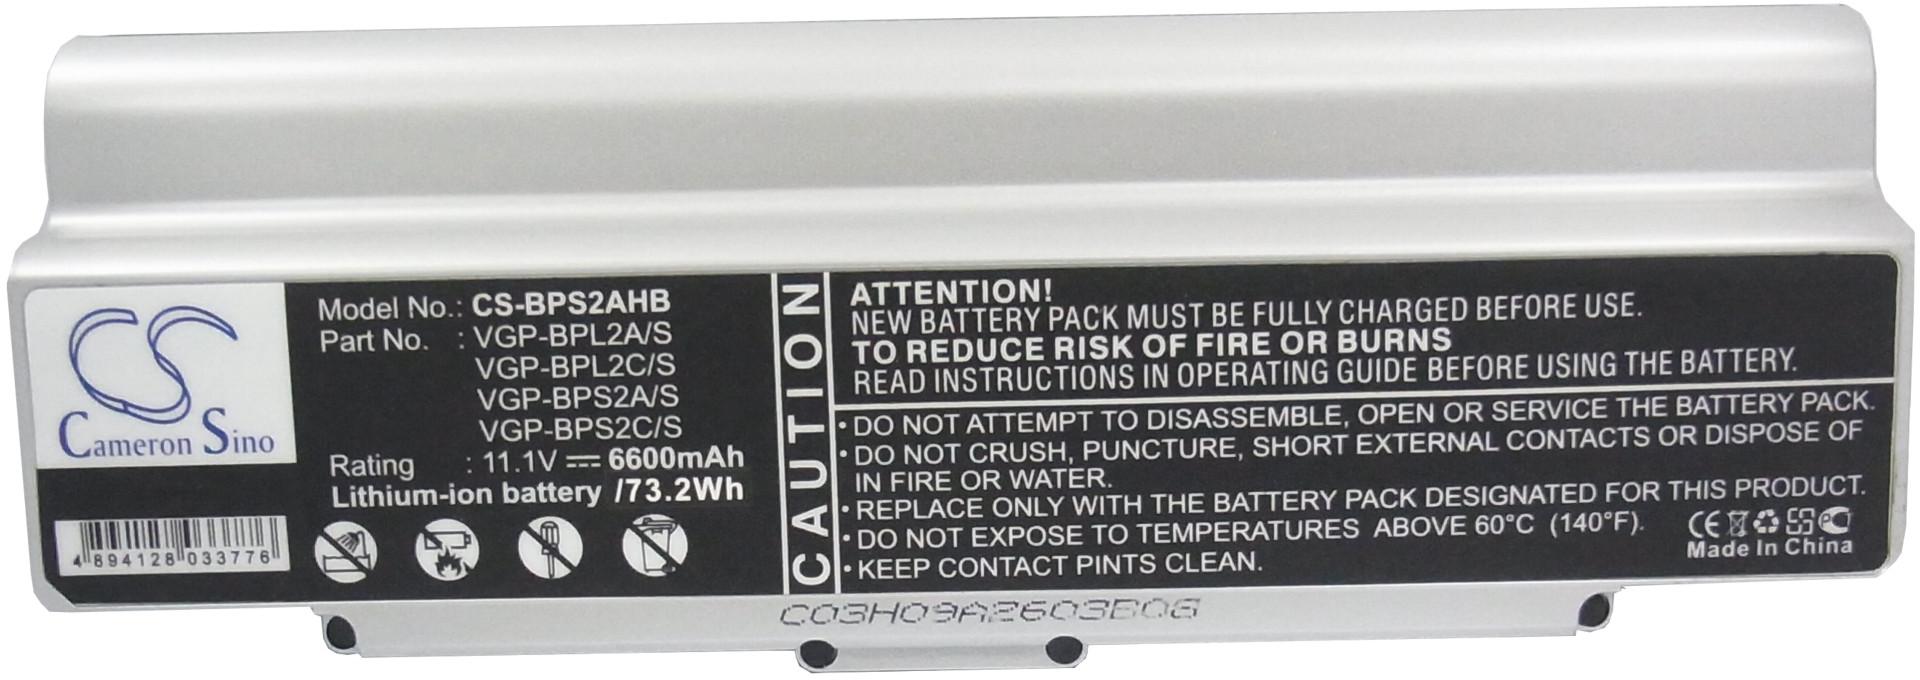 CS
Cameron Sino
4 894128 033776
Model No.: CS-BPS2AHB
Part No. : VGP-BPL2A/S
VGP-BPL2C/S
VGP-BPS2A/S
VGP-BPS2C/S
Rating : 11.1V 6600mAh
Lithium-ion battery /73.2Wh
CAUTION
ATTENTION!
NEW BATTERY PACK MUST BE FULLY CHARGED BEFORE USE.
TO REDUCE RISK OF FIRE OR BURNS
READ INSTRUCTIONS IN OPERATING GUIDE BEFORE USING THE BATTERY.
• DO NOT ATTEMPT TO DISASSEMBLE, OPEN OR SERVICE THE BATTERY PACK.
• DO NOT CRUSH, PUNCTURE, SHORT EXTERNAL CONTACTS OR DISPOSE OF
IN FIRE OR WATER.
• REPLACE ONLY WITH THE BATTERY PACK DESIGNATED FOR THIS PRODUCT.
• DO NOT EXPOSE TO TEMPERATURES ABOVE 60°C (140°F).
• KEEP CONTACT PINTS CLEAN.
CE
Made In China
C03H09A2603B08